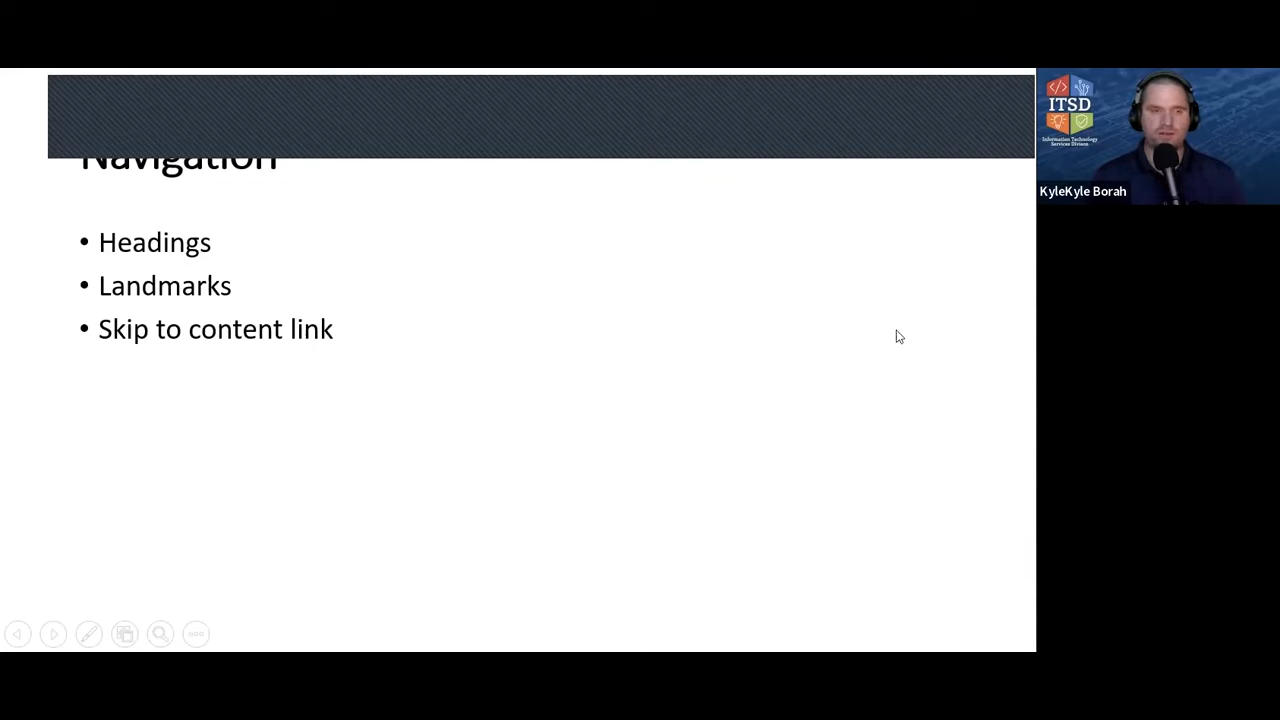 Navigation
• Headings
• Landmarks
• Skip to content link
ITSD
Information Technology
Services Division
KyleKyle Borah